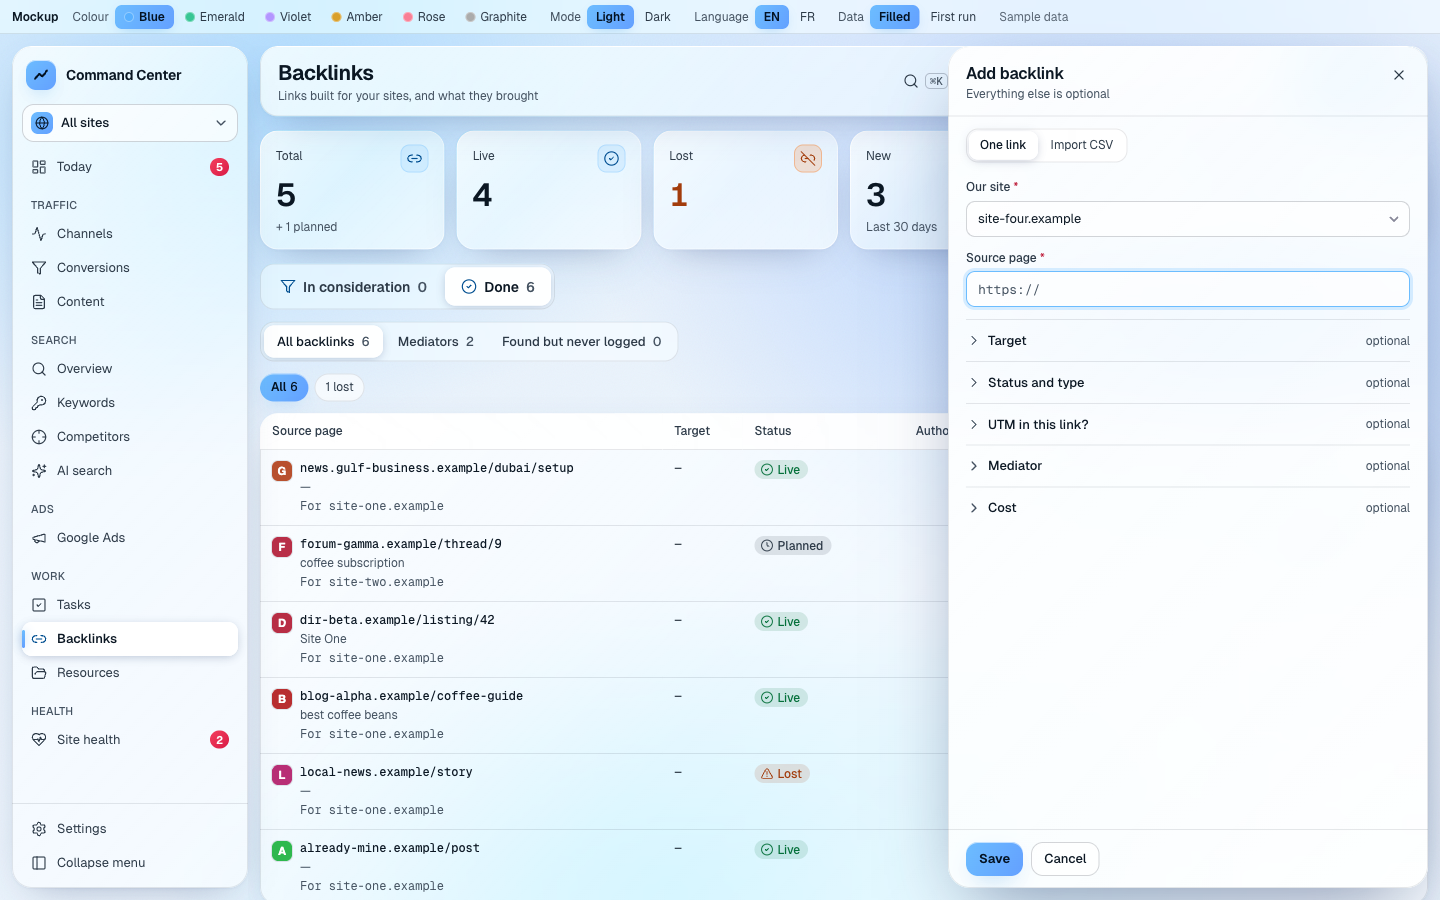 Mockup Colour Blue Emerald Violet Amber Rose Graphite Mode Light Dark Language EN FR Data Filled First run Sample data
Command Center
All sites
Today 5
TRAFFIC
Channels
Conversions
Content
SEARCH
Overview
Keywords
Competitors
AI search
ADS
Google Ads
WORK
Tasks
Backlinks
Resources
HEALTH
Site health 2
Settings
Collapse menu
Backlinks
Links built for your sites, and what they brought
⌘K
Total
5
+ 1 planned
Live
4
Lost
1
New
3
Last 30 days
In consideration 0 Done 6
All backlinks 6 Mediators 2 Found but never logged 0
All 6 1 lost
Source page Target Status Autho
G news.gulf-business.example/dubai/setup – Live
—
For site-one.example
F forum-gamma.example/thread/9 – Planned
coffee subscription
For site-two.example
D dir-beta.example/listing/42 – Live
Site One
For site-one.example
B blog-alpha.example/coffee-guide – Live
best coffee beans
For site-one.example
L local-news.example/story – Lost
—
For site-one.example
A already-mine.example/post – Live
—
For site-one.example
Add backlink
Everything else is optional
One link Import CSV
Our site *
site-four.example
Source page *
https://
Target optional
Status and type optional
UTM in this link? optional
Mediator optional
Cost optional
Save Cancel